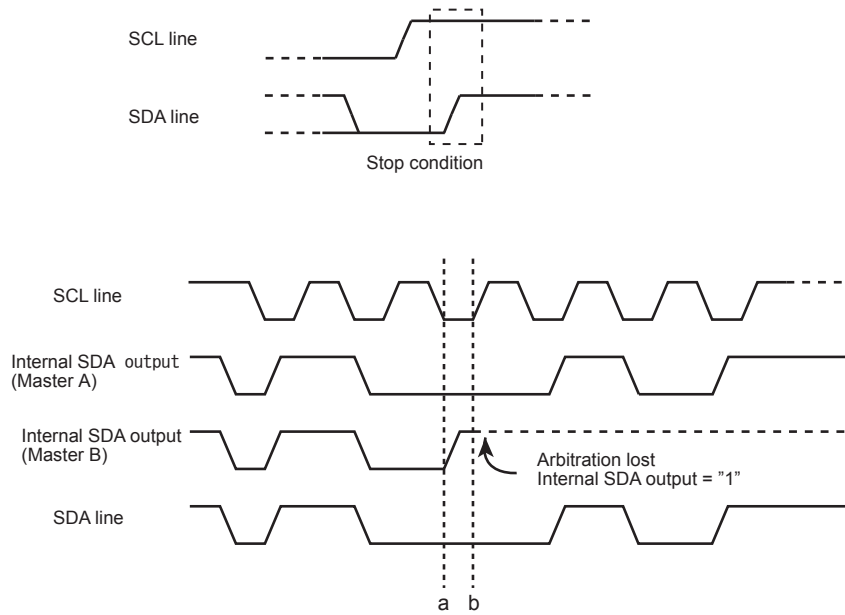 SCL line
SDA line
Stop condition
SCL line
Internal SDA output
(Master A)
Internal SDA output
(Master B)
Arbitration lost
Internal SDA output = ”1”
SDA line
a b